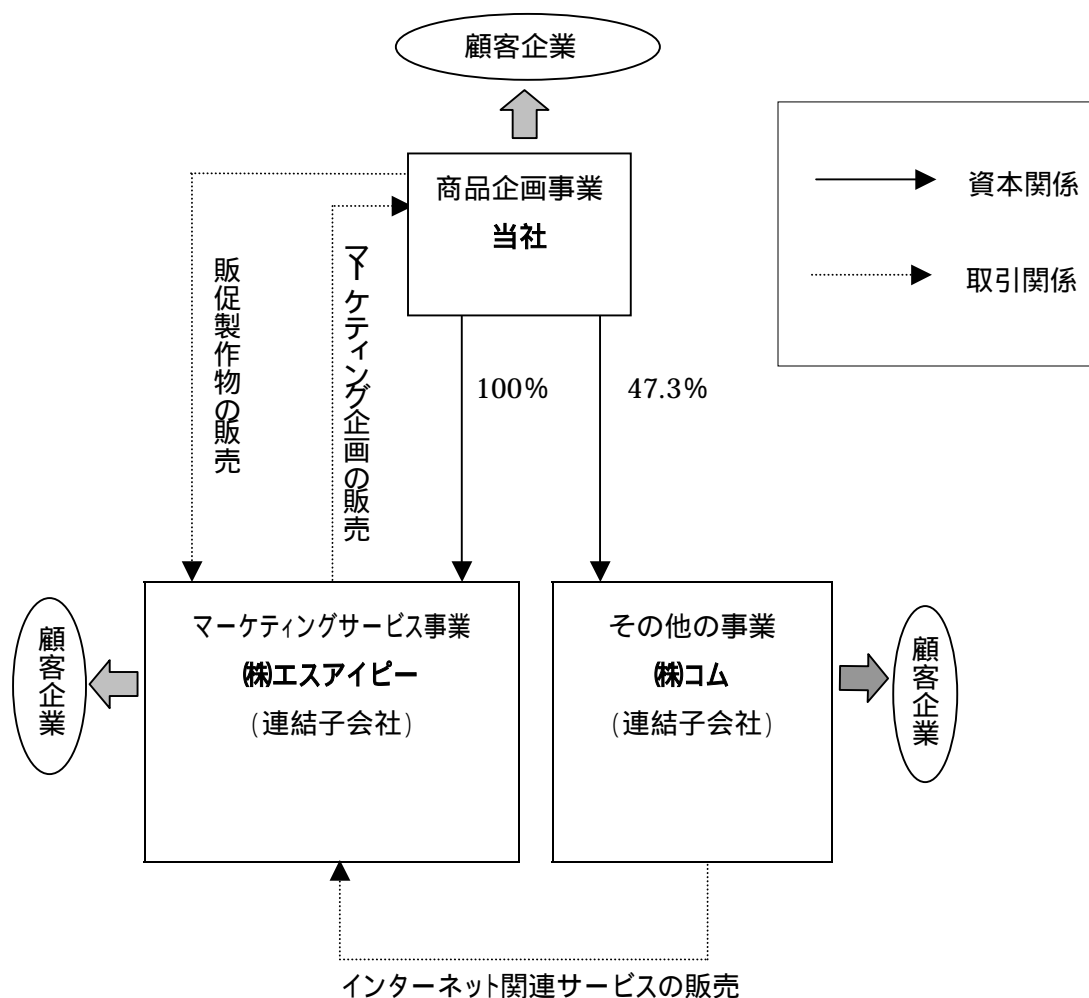 顧客企業
商品企画事業
当社
資本関係
取引関係
販促製作物の販売
マーケティング企画の販売
100%
47.3%
マーケティングサービス事業
㈱エスアイピー
(連結子会社)
その他の事業
㈱コム
(連結子会社)
顧客企業
顧客企業
インターネット関連サービスの販売